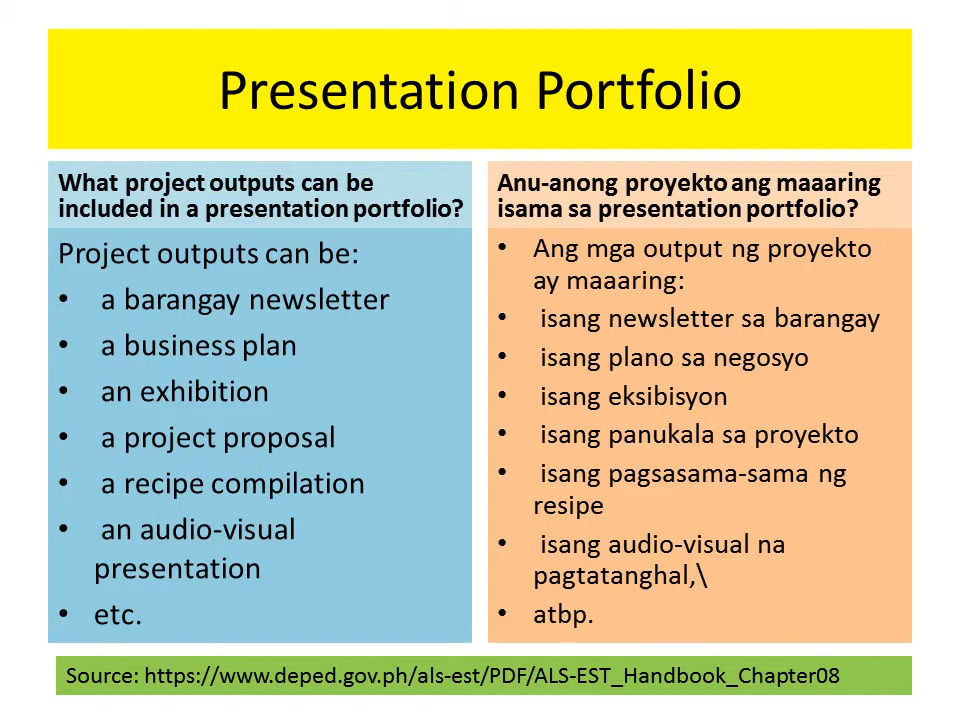 Presentation Portfolio
What project outputs can be
included in a presentation portfolio?
Project outputs can be:
• a barangay newsletter
• a business plan
• an exhibition
• a project proposal
• a recipe compilation
• an audio-visual
presentation
• etc.
Anu-anong proyekto ang maaaring
isama sa presentation portfolio?
• Ang mga output ng proyekto
ay maaaring:
• isang newsletter sa barangay
• isang plano sa negosyo
• isang eksibisyon
• isang panukala sa proyekto
• isang pagsasama-sama ng
resipe
• isang audio-visual na
pagtatanghal,\
• atbp.
Source: https://www.deped.gov.ph/als-est/PDF/ALS-EST_Handbook_Chapter08